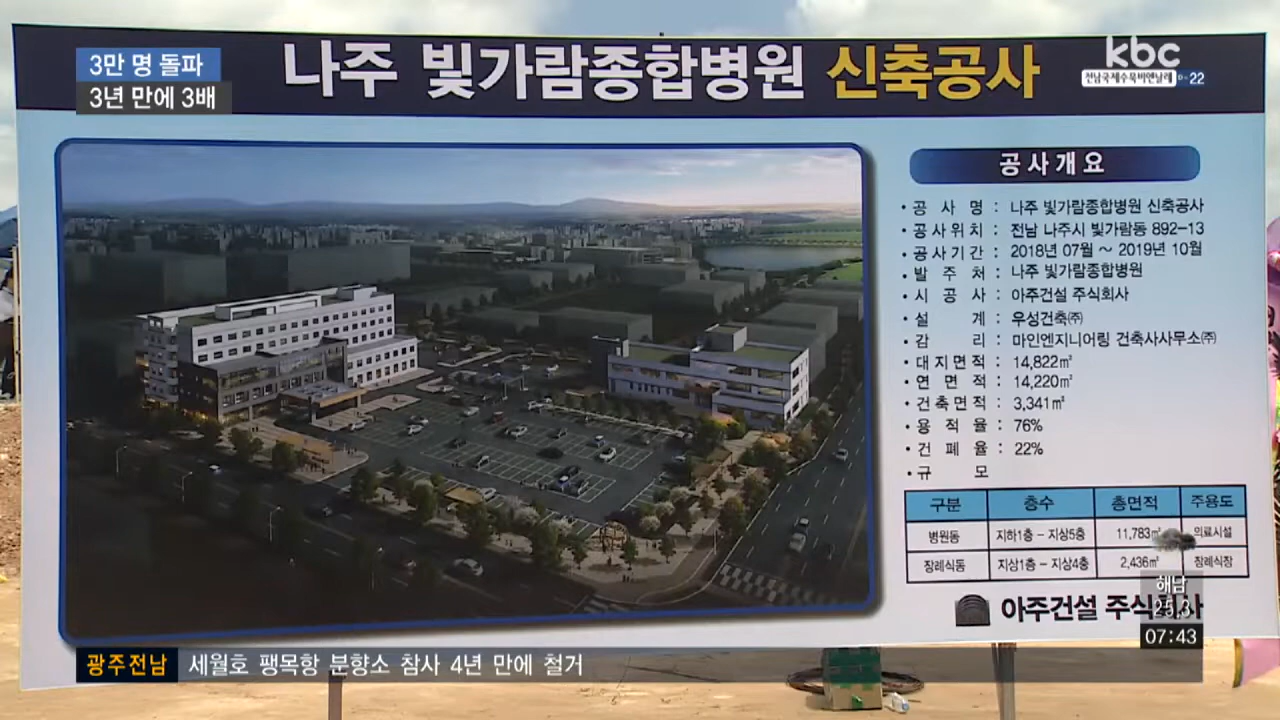 3만 명 돌파
3년 만에 3배
나주 빛가람종합병원 신축공사
kbc
전남국제수묵비엔날레 D-22
공사개요
• 공 사 명 : 나주 빛가람종합병원 신축공사
• 공사위치 : 전남 나주시 빛가람동 892-13
• 공사기간 : 2018년 07월 ~ 2019년 10월
• 발 주 처 : 나주 빛가람종합병원
• 시 공 사 : 아주건설 주식회사
• 설 계 : 우성건축㈜
• 감 리 : 마인엔지니어링 건축사사무소㈜
• 대지면적 : 14,822㎡
• 연 면 적 : 14,220㎡
• 건축면적 : 3,341㎡
• 용 적 율 : 76%
• 건 폐 율 : 22%
• 규 모
구분 층수 총면적 주용도
병원동 지하1층 - 지상5층 11,783㎡ 의료시설
장례식동 지상1층 - 지상4층 2,436㎡ 장례식장
아주건설 주식회사
해남
25.3
07:43
광주전남 세월호 팽목항 분향소 참사 4년 만에 철거